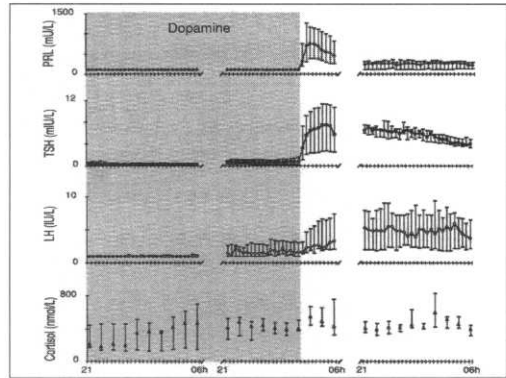 Dopamine
1500
PRL (mU/L)
0
12
TSH (mIU/L)
0
10
LH (IU/L)
0
800
Cortisol (nmol/L)
0
21 06h 21 06h 21 06h